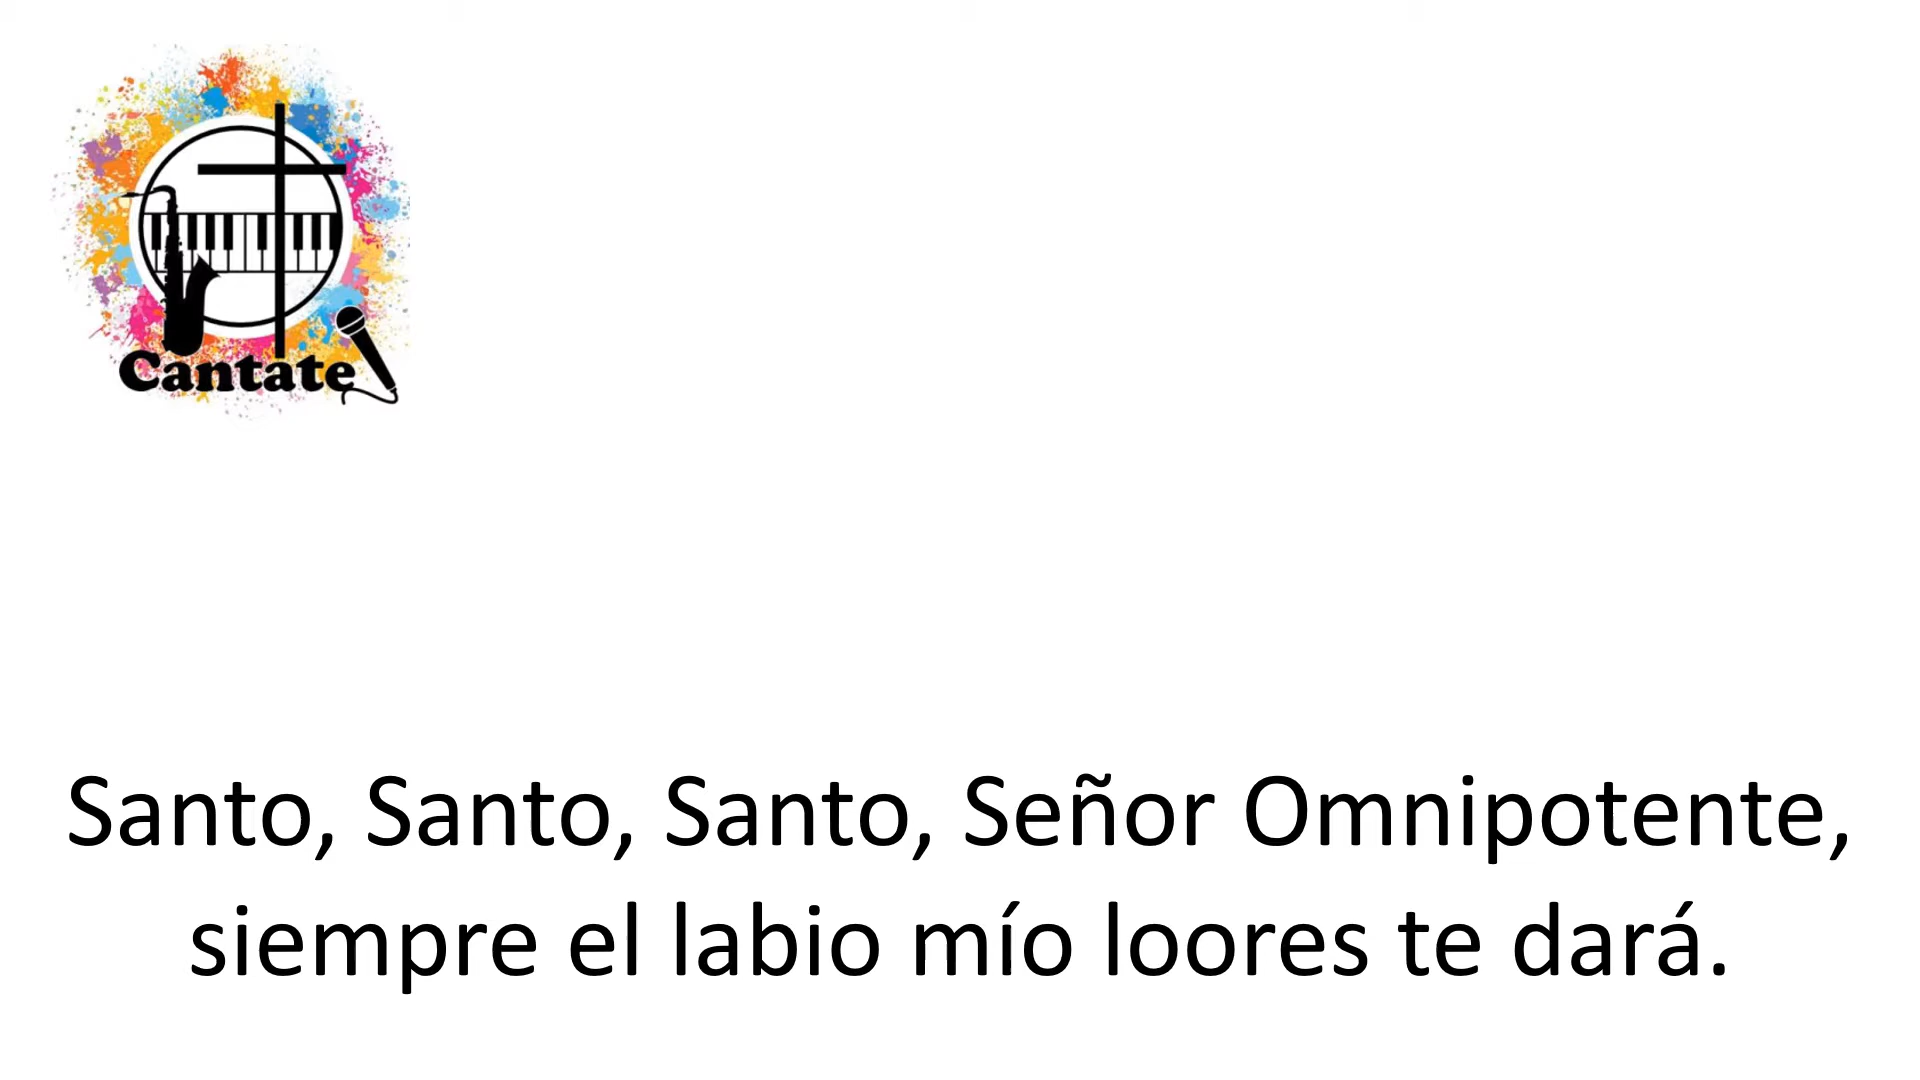 Cantate
Santo, Santo, Santo, Señor Omnipotente,
siempre el labio mío loores te dará.